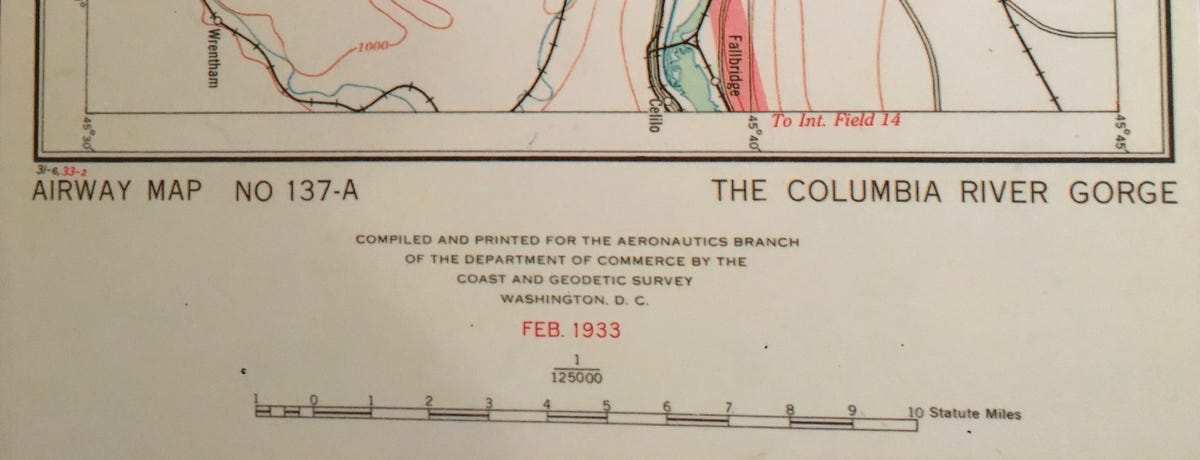 1000
Wrentham
Fallbridge
Celilo
45°30'
45°40'
To Int. Field 14
45°45'
31-6, 33-2
AIRWAY MAP NO 137-A
THE COLUMBIA RIVER GORGE
COMPILED AND PRINTED FOR THE AERONAUTICS BRANCH
OF THE DEPARTMENT OF COMMERCE BY THE
COAST AND GEODETIC SURVEY
WASHINGTON, D. C.
FEB. 1933
1
125000
1 0 1 2 3 4 5 6 7 8 9 10 Statute Miles